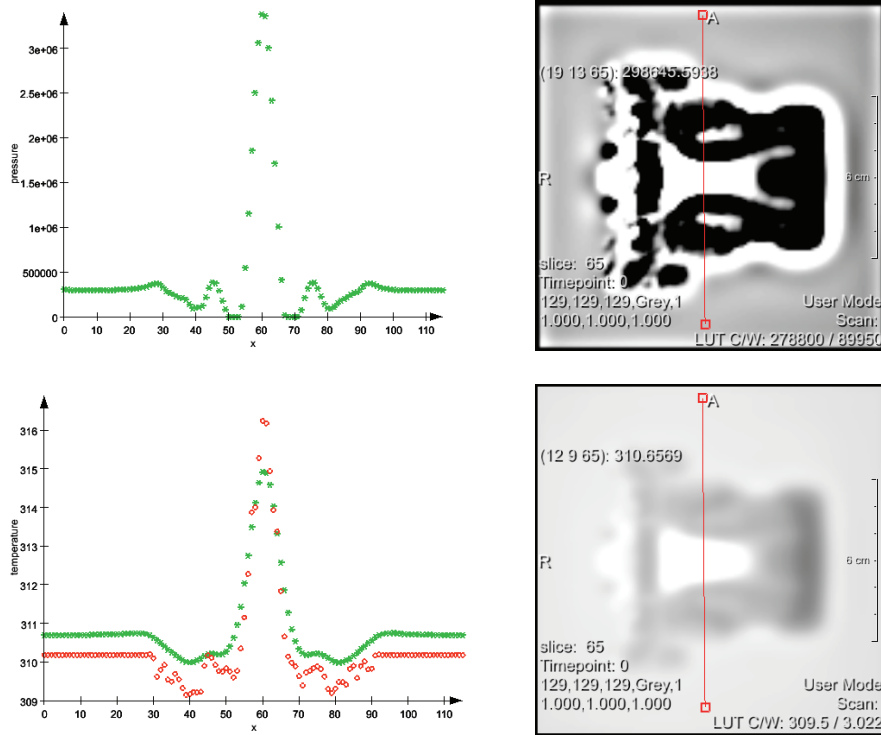 3e+06
2.5e+06
2e+06
1.5e+06
1e+06
500000
0
pressure
0 10 20 30 40 50 60 70 80 90 100 110
x
A
(19 13 65): 298645.5938
R
6 cm
slice: 65
Timepoint: 0
129,129,129,Grey,1
1.000,1.000,1.000
User Mode
Scan:
LUT C/W: 278800 / 89950
316
315
314
313
312
311
310
309
temperature
0 10 20 30 40 50 60 70 80 90 100 110
x
A
(12 9 65): 310.6569
R
6 cm
slice: 65
Timepoint: 0
129,129,129,Grey,1
1.000,1.000,1.000
User Mode
Scan:
LUT C/W: 309.5 / 3.022